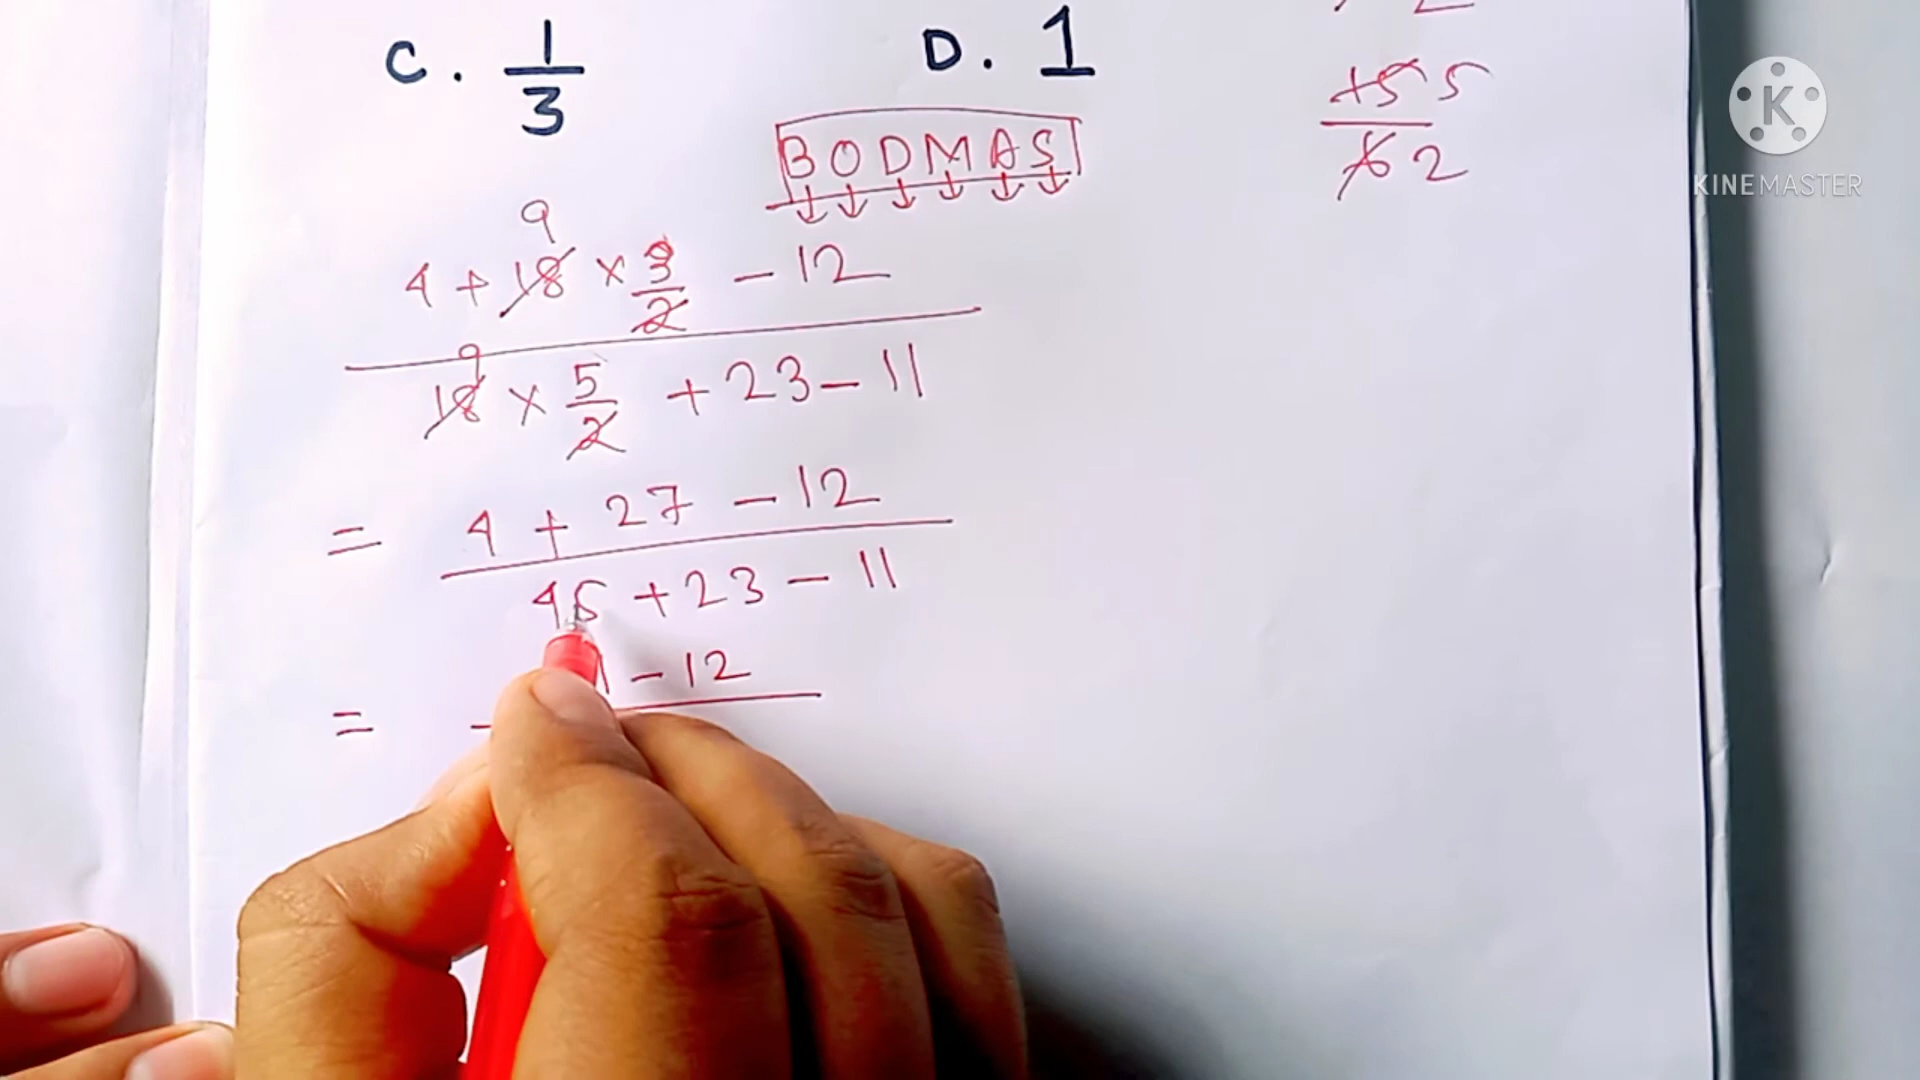 C. 1/3
D. 1
15 5
6 2
K
KINEMASTER
BODMAS
9
4 + 18 × 3/2 - 12
9
18 × 5/2 + 23 - 11
= 4 + 27 - 12
45 + 23 - 11
= - 12